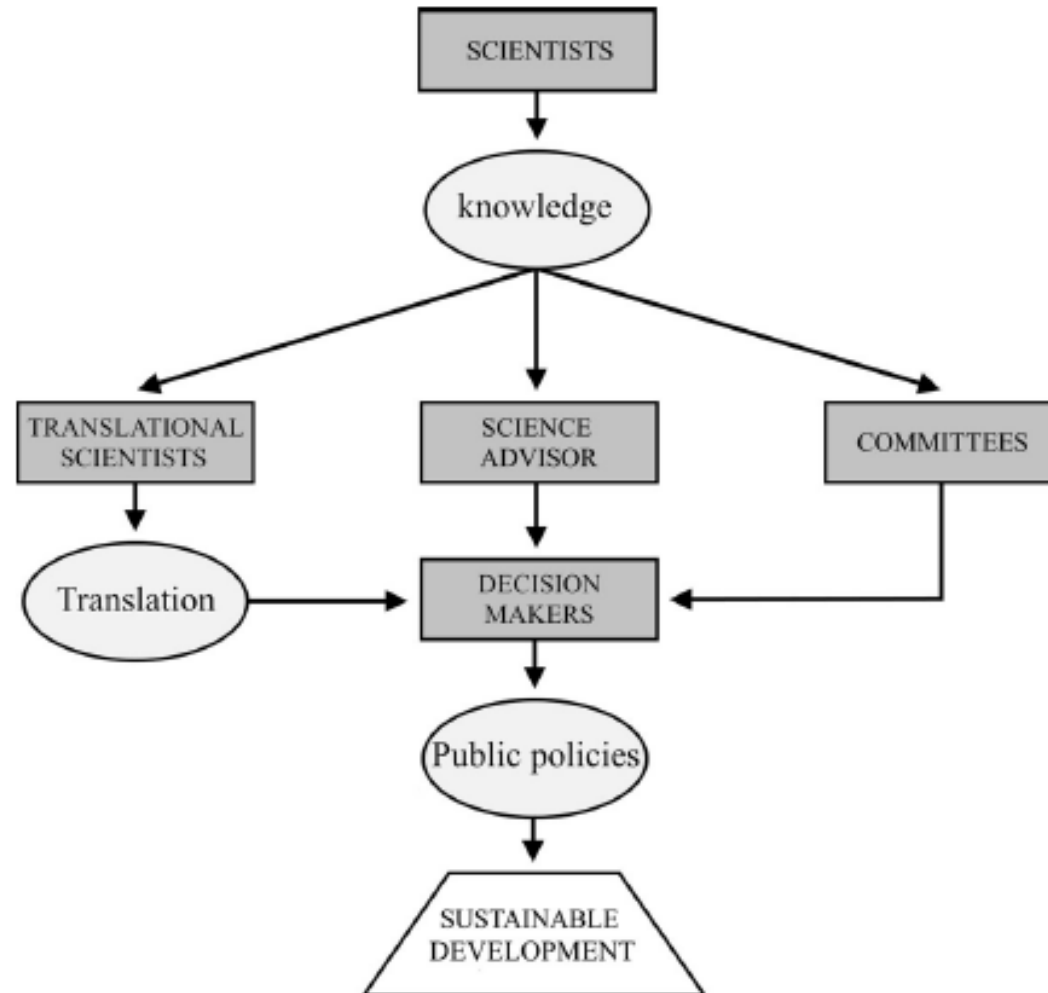 SCIENTISTS
knowledge
TRANSLATIONAL
SCIENTISTS
SCIENCE
ADVISOR
COMMITTEES
Translation
DECISION
MAKERS
Public policies
SUSTAINABLE
DEVELOPMENT